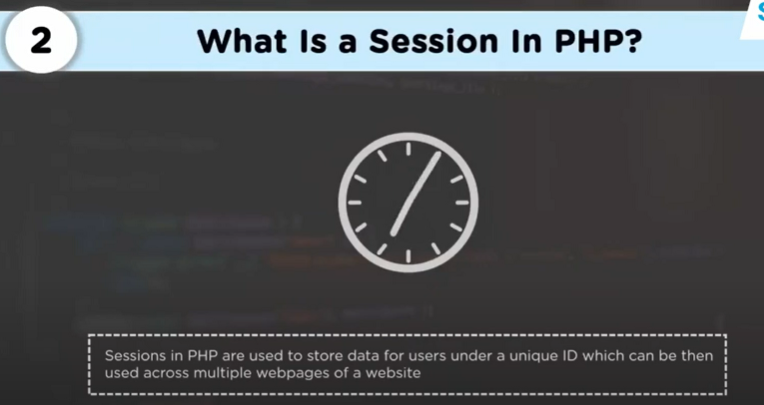 2
What Is a Session In PHP?
Sessions in PHP are used to store data for users under a unique ID which can be then
used across multiple webpages of a website